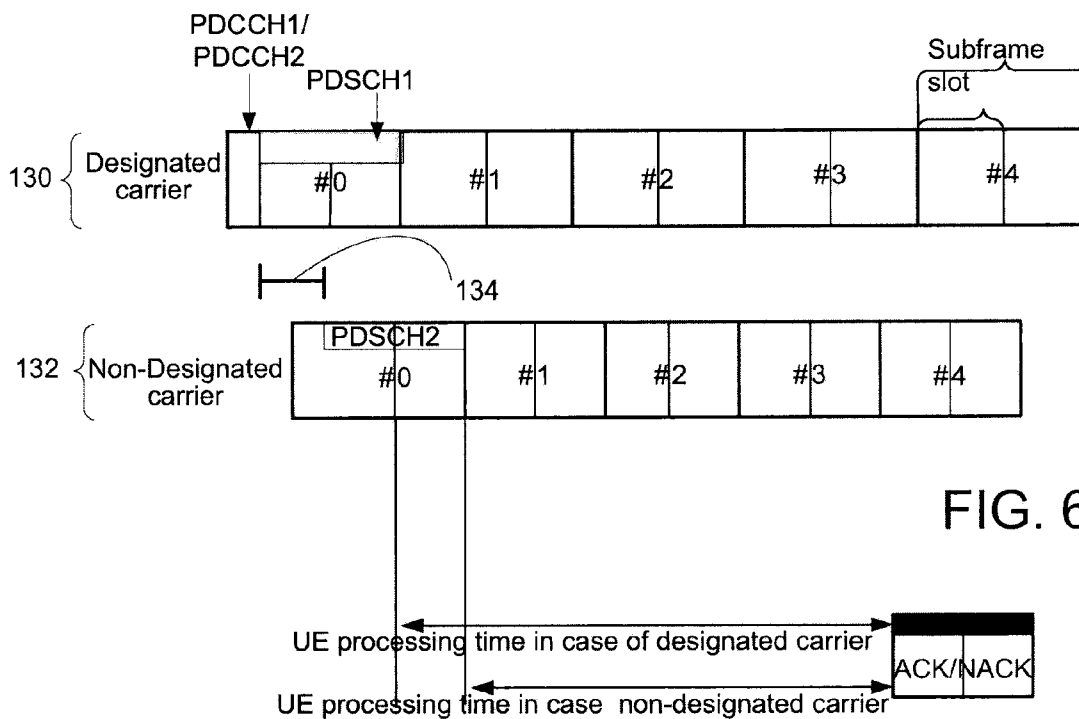 PDCCH1/
PDCCH2
PDSCH1
Subframe
slot
130
Designated
carrier
#0
#1
#2
#3
#4
134
132
Non-Designated
carrier
PDSCH2
#0
#1
#2
#3
#4
FIG. 6
UE processing time in case of designated carrier
ACK/NACK
UE processing time in case non-designated carrier